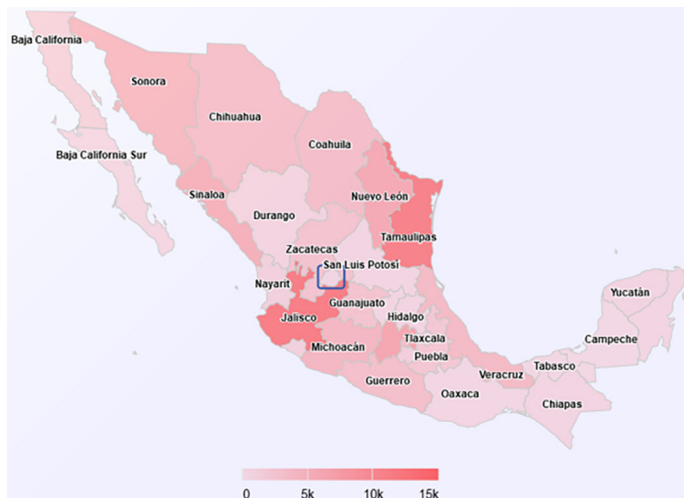 Baja California
Sonora
Chihuahua
Coahuila
Baja California Sur
Sinaloa
Nuevo León
Durango
Tamaulipas
Zacatecas
San Luis Potosí
Nayarit
Guanajuato
Yucatán
Jalisco
Hidalgo
Campeche
Michoacán
Tlaxcala
Puebla
Tabasco
Guerrero
Veracruz
Oaxaca
Chiapas
0 5k 10k 15k